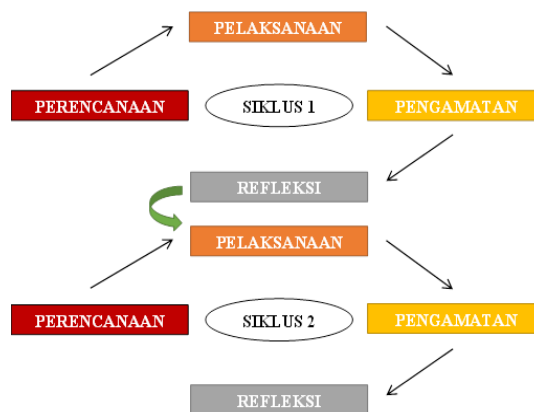 PELAKSANAAN
PERENCANAAN
SIKLUS 1
PENGAMATAN
REFLEKSI
PELAKSANAAN
PERENCANAAN
SIKLUS 2
PENGAMATAN
REFLEKSI